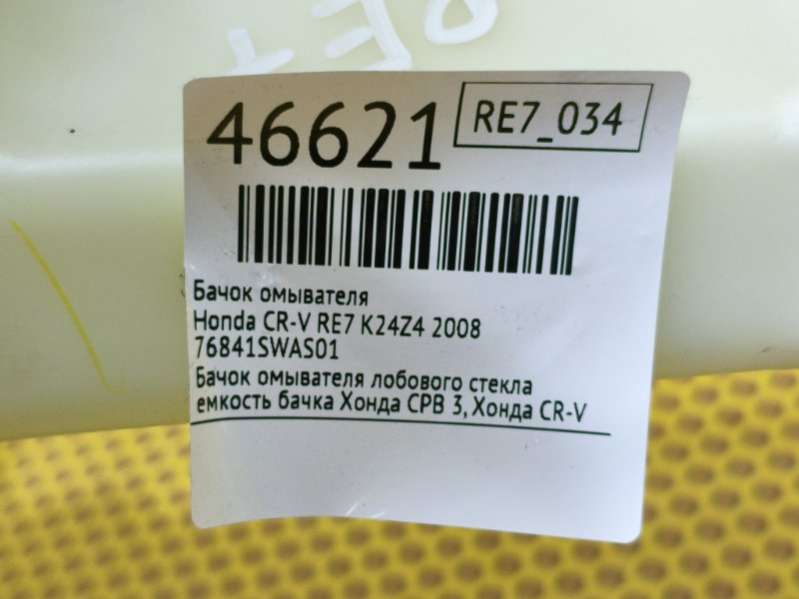 RE7
46621
RE7_034
Бачок омывателя
Honda CR-V RE7 K24Z4 2008
76841SWAS01
Бачок омывателя лобового стекла
емкость бачка Хонда СРВ 3, Хонда CR-V